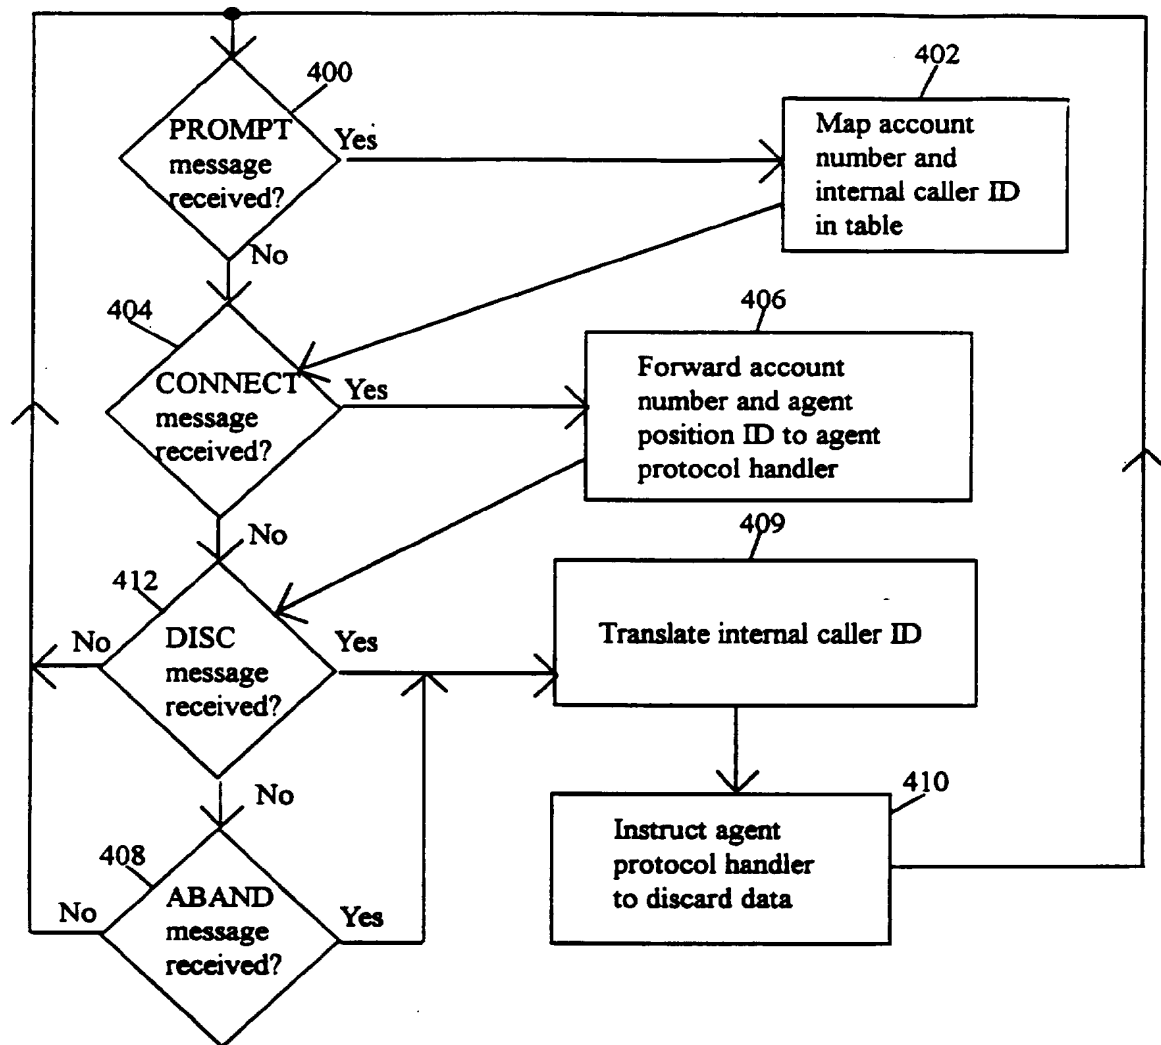 400
PROMPT
message
received?
Yes
No
402
Map account
number and
internal caller ID
in table
404
CONNECT
message
received?
Yes
No
406
Forward account
number and agent
position ID to agent
protocol handler
412
DISC
message
received?
No
Yes
No
409
Translate internal caller ID
410
Instruct agent
protocol handler
to discard data
408
ABAND
message
received?
No
Yes